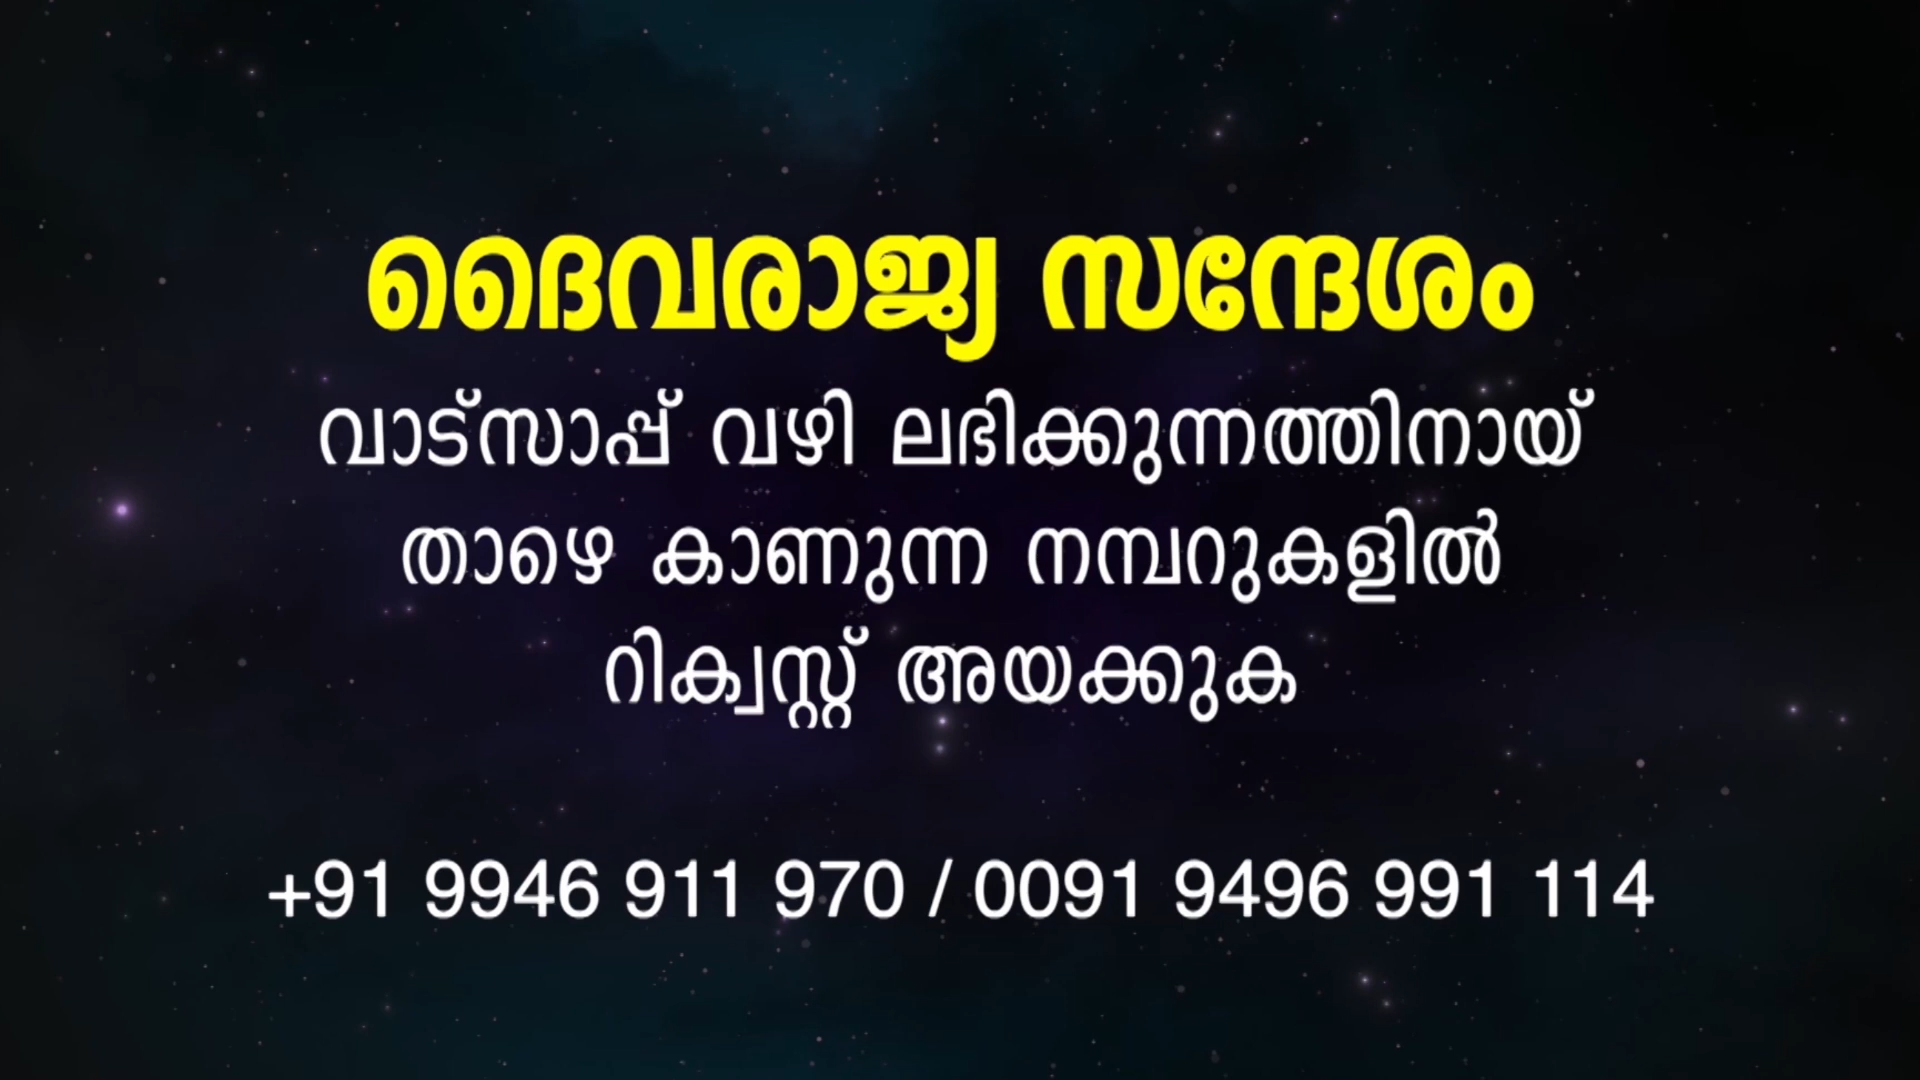 ദൈവരാജ്യ സന്ദേശം
വാട്സാപ്പ് വഴി ലഭിക്കുന്നത്തിനായ്
താഴെ കാണുന്ന നമ്പറുകളിൽ
റിക്വസ്റ്റ് അയക്കുക
+91 9946 911 970 / 0091 9496 991 114